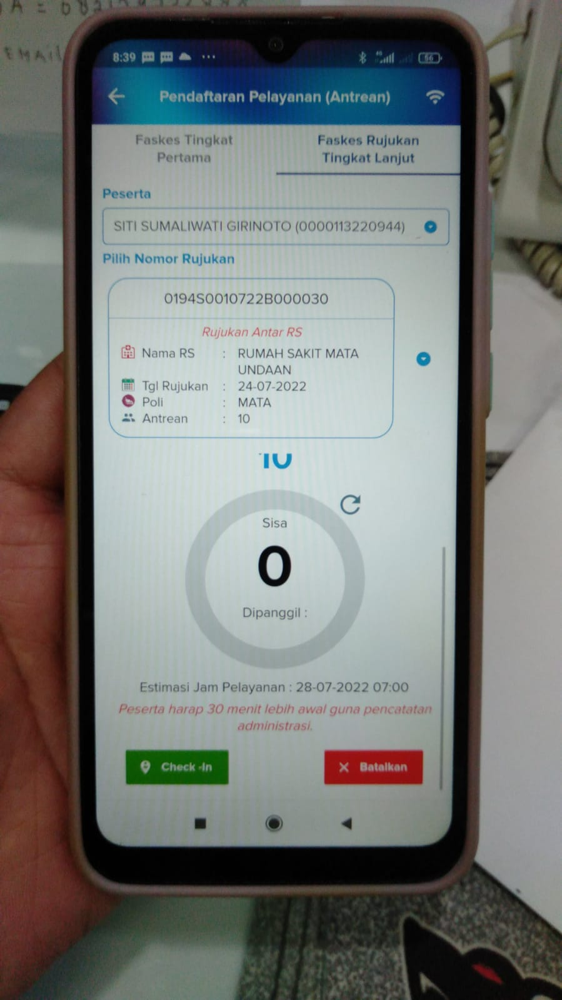 EMAIL
8:39
4G
56
Pendaftaran Pelayanan (Antrean)
Faskes Tingkat
Pertama
Faskes Rujukan
Tingkat Lanjut
Peserta
SITI SUMALIWATI GIRINOTO (0000113220944)
Pilih Nomor Rujukan
0194S0010722B000030
Rujukan Antar RS
Nama RS : RUMAH SAKIT MATA
UNDAAN
Tgl Rujukan : 24-07-2022
Poli : MATA
Antrean : 10
10
Sisa
0
Dipanggil :
Estimasi Jam Pelayanan : 28-07-2022 07:00
Peserta harap 30 menit lebih awal guna pencatatan
administrasi.
Check -In
Batalkan